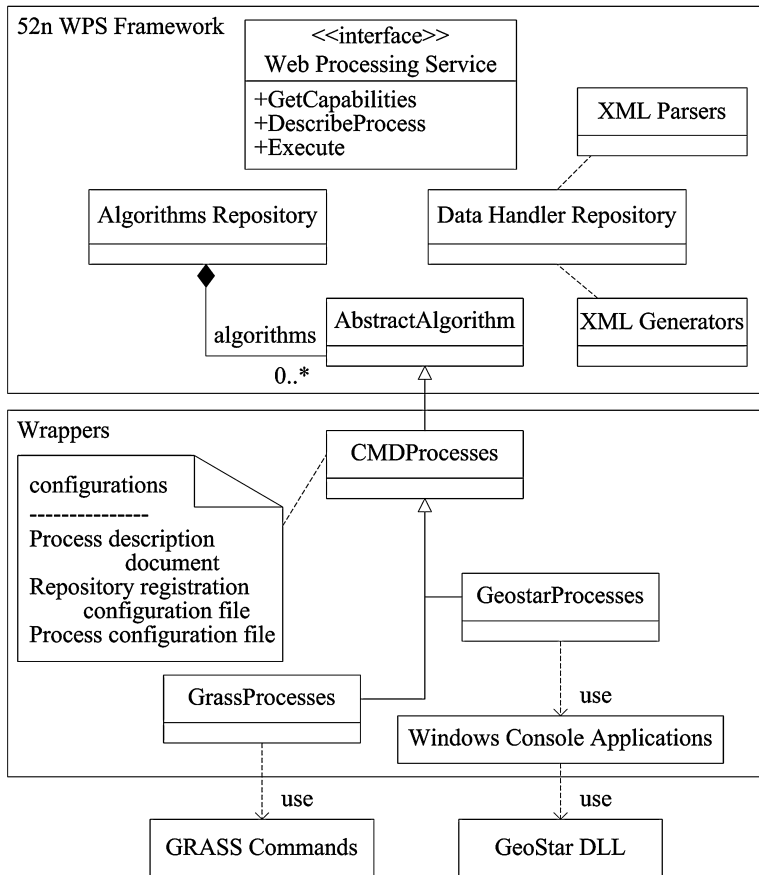 52n WPS Framework
<<interface>>
Web Processing Service
+GetCapabilities
+DescribeProcess
+Execute
XML Parsers
Algorithms Repository
Data Handler Repository
AbstractAlgorithm
XML Generators
algorithms
0..*
Wrappers
CMDProcesses
configurations
---------------
Process description
document
Repository registration
configuration file
Process configuration file
GeostarProcesses
GrassProcesses
use
Windows Console Applications
use
use
GRASS Commands
GeoStar DLL